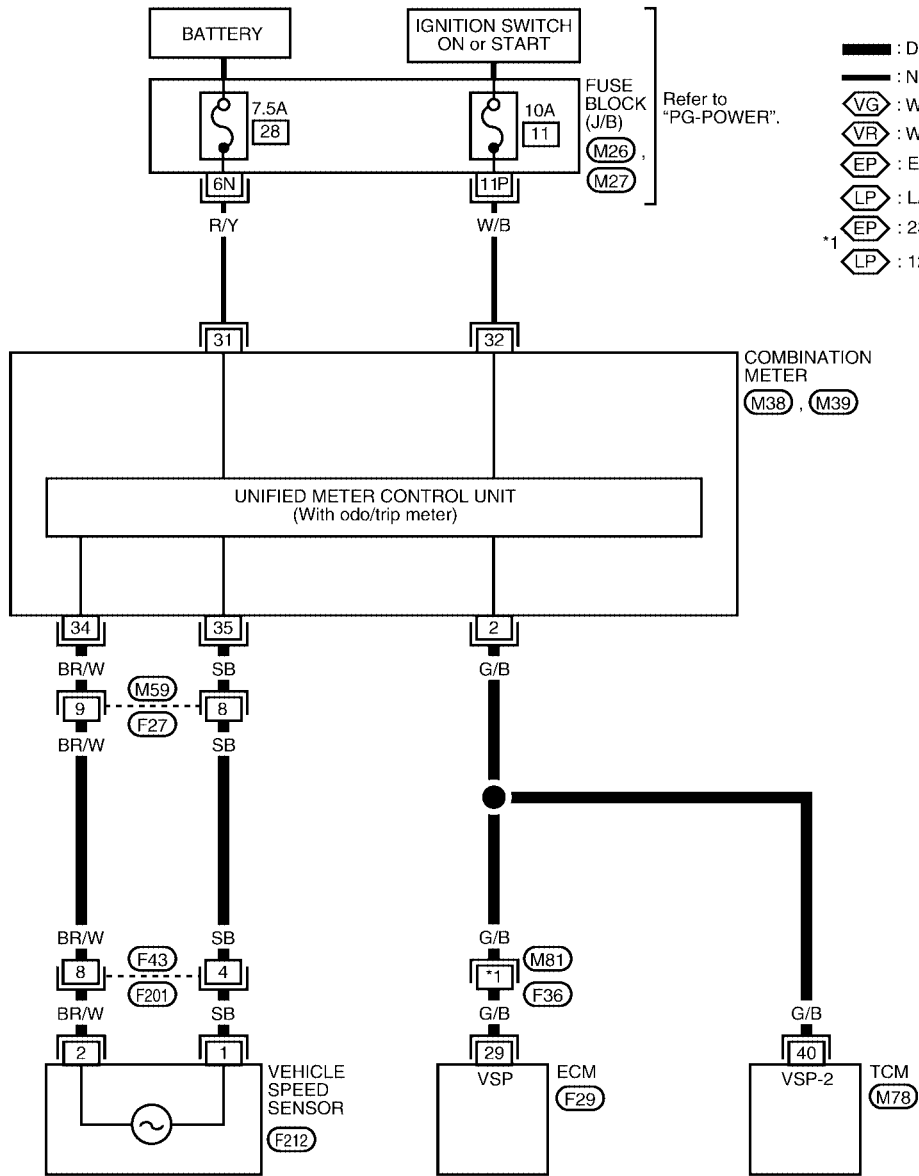 BATTERY
IGNITION SWITCH
ON or START
7.5A
28
10A
11
FUSE
BLOCK
(J/B)
M26 ,
M27
Refer to
"PG-POWER".
: D
: N
VG : W
VR : W
EP : E
LP : L
*1
EP : 2
LP : 1
6N
11P
R/Y
W/B
31
32
COMBINATION
METER
M38 , M39
UNIFIED METER CONTROL UNIT
(With odo/trip meter)
34
35
2
BR/W
SB
G/B
9
M59
8
F27
BR/W
SB
BR/W
SB
G/B
8
F43
4
*1
M81
F201
F36
BR/W
SB
G/B
G/B
2
1
29
40
VEHICLE
SPEED
SENSOR
F212
VSP
ECM
F29
VSP-2
TCM
M78